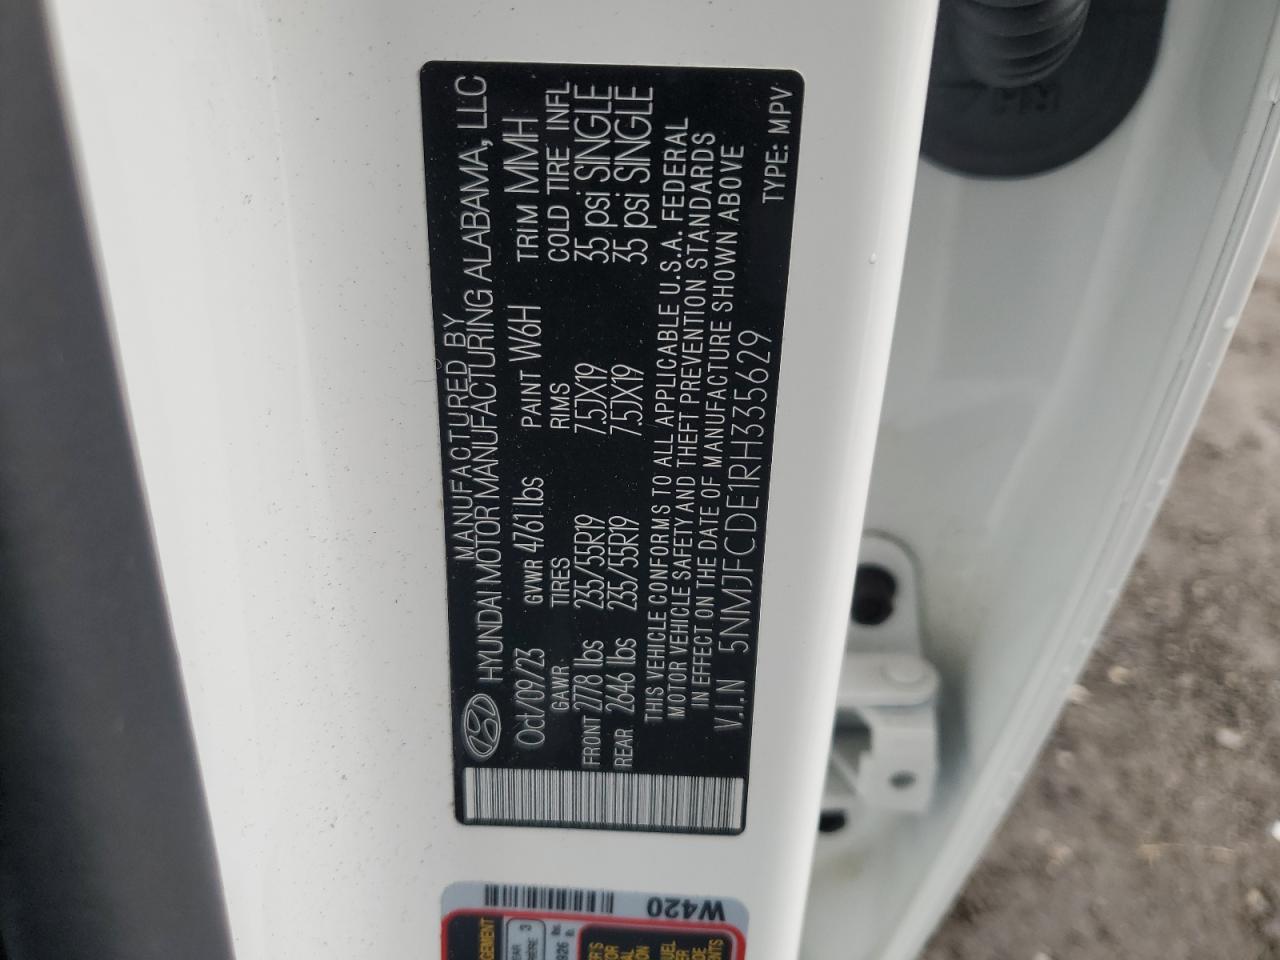 MANUFACTURED BY
HYUNDAI MOTOR MANUFACTURING ALABAMA, LLC
Oct/09/23 GVWR 4761 lbs PAINT W6H TRIM MMH
GAWR TIRES RIMS COLD TIRE INFL
FRONT 2778 lbs 235/55R19 7.5JX19 35 psi SINGLE
REAR 2646 lbs 235/55R19 7.5JX19 35 psi SINGLE
THIS VEHICLE CONFORMS TO ALL APPLICABLE U.S.A. FEDERAL
MOTOR VEHICLE SAFETY AND THEFT PREVENTION STANDARDS
IN EFFECT ON THE DATE OF MANUFACTURE SHOWN ABOVE
V.I.N 5NMJFCDE1RH335629 TYPE: MPV
W420